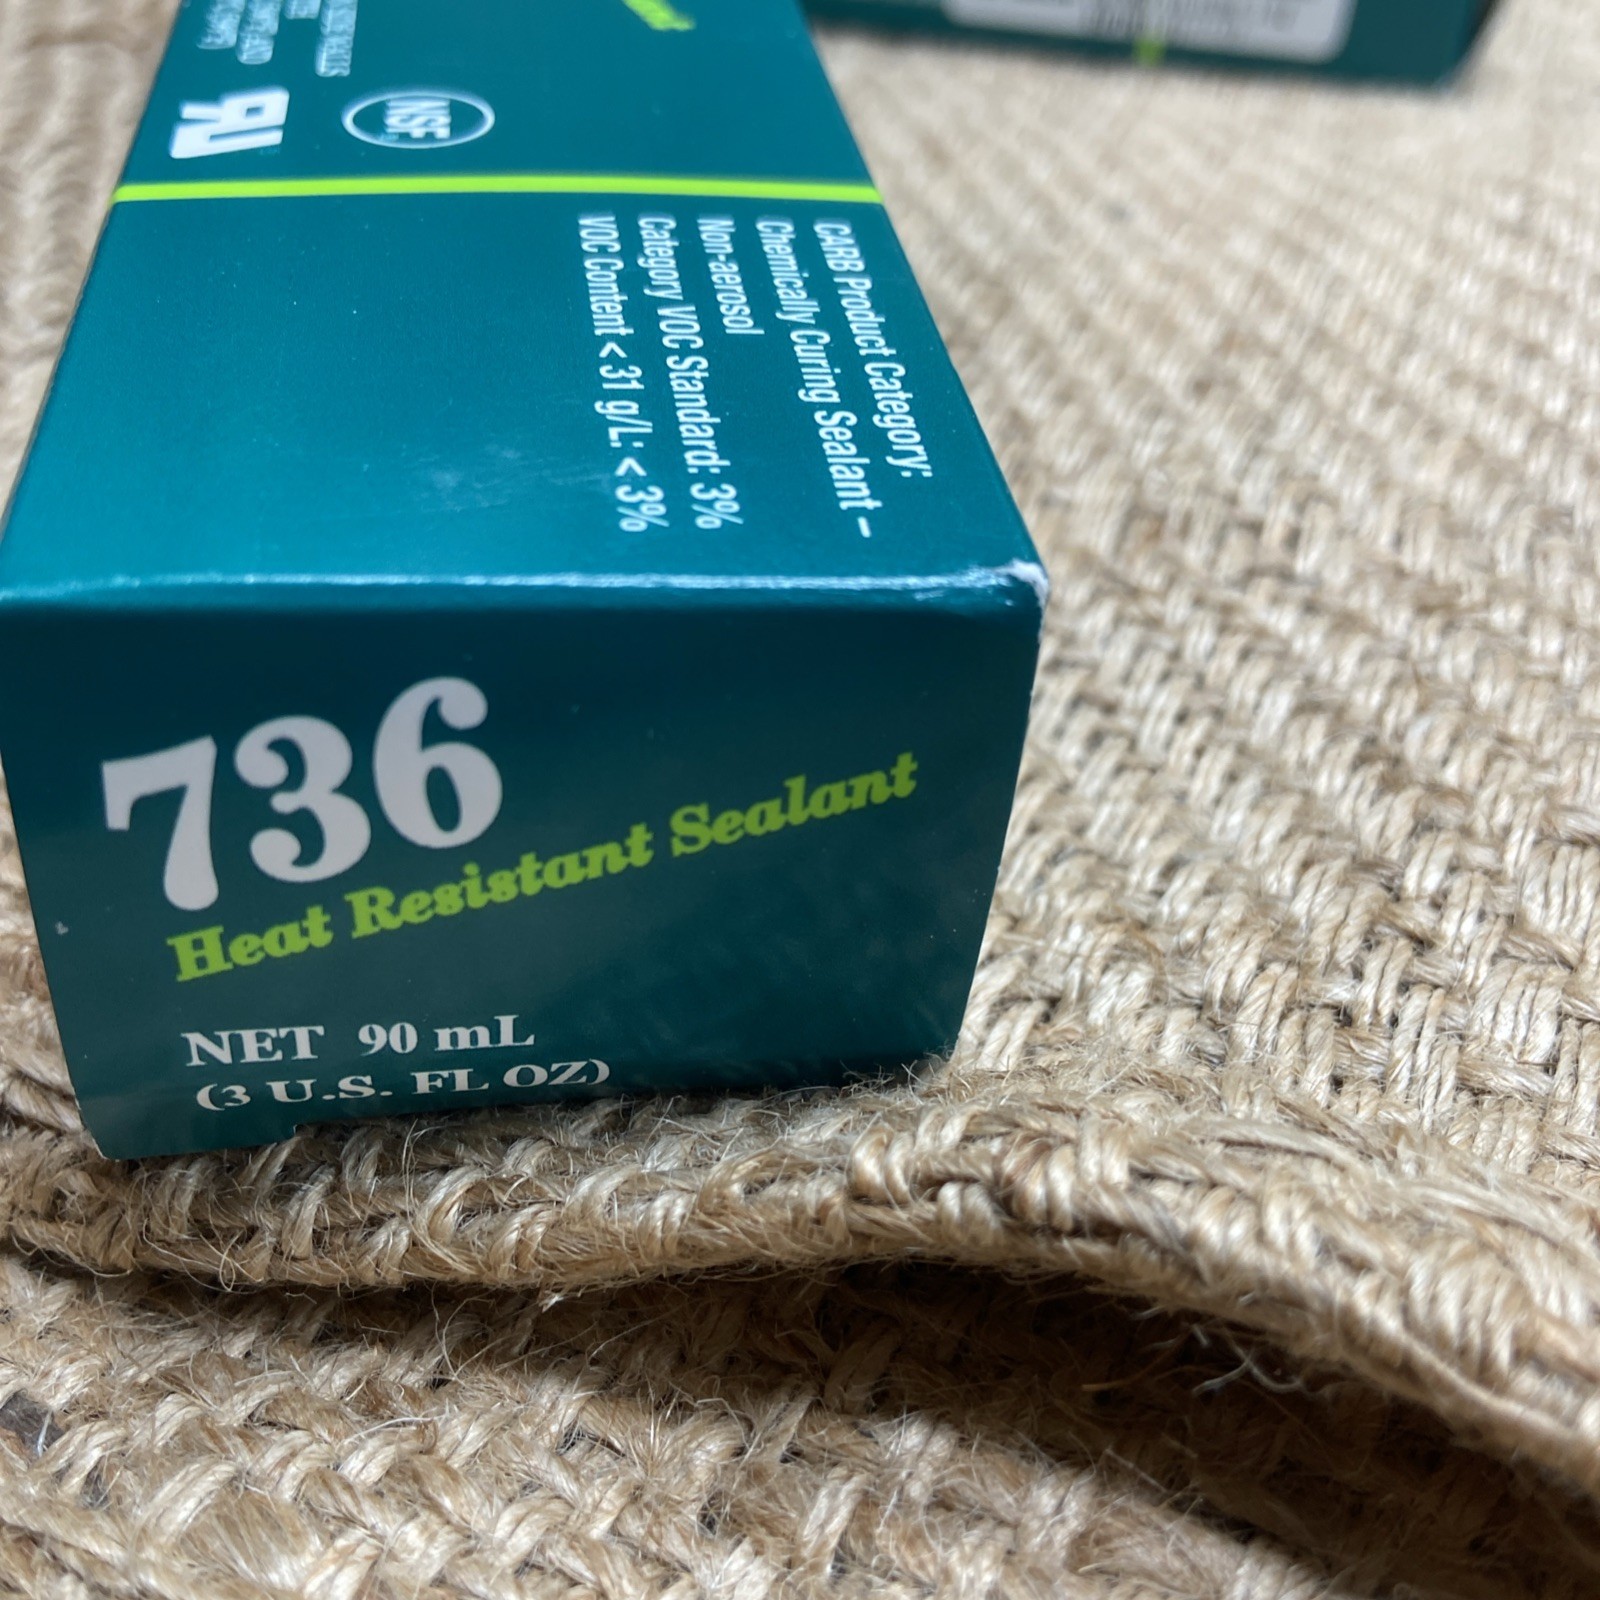 NSF
CARB Product Category:
Chemically Curing Sealant –
Non-aerosol
Category VOC Standard: 3%
VOC Content < 31 g/L: < 3%
736
Heat Resistant Sealant
NET 90 mL
(3 U.S. FL OZ)